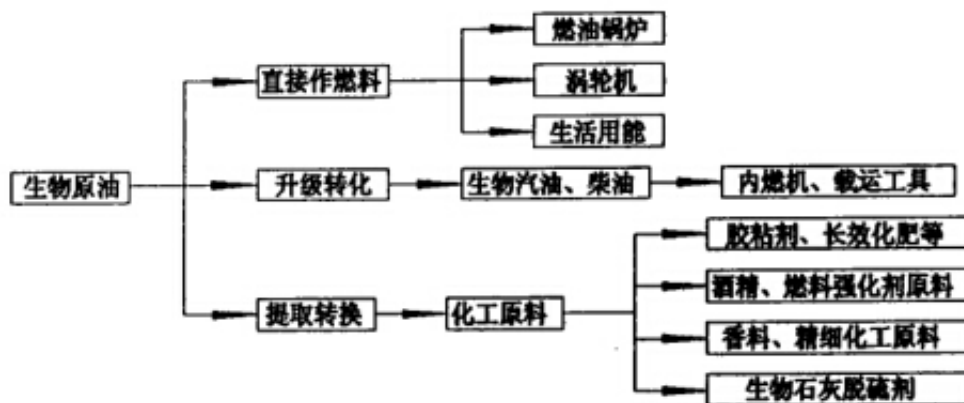 生物原油
直接作燃料
燃油锅炉
涡轮机
生活用能
升级转化
生物汽油、柴油
内燃机、载运工具
提取转换
化工原料
胶粘剂、长效化肥等
酒精、燃料强化剂原料
香料、精细化工原料
生物石灰脱硫剂